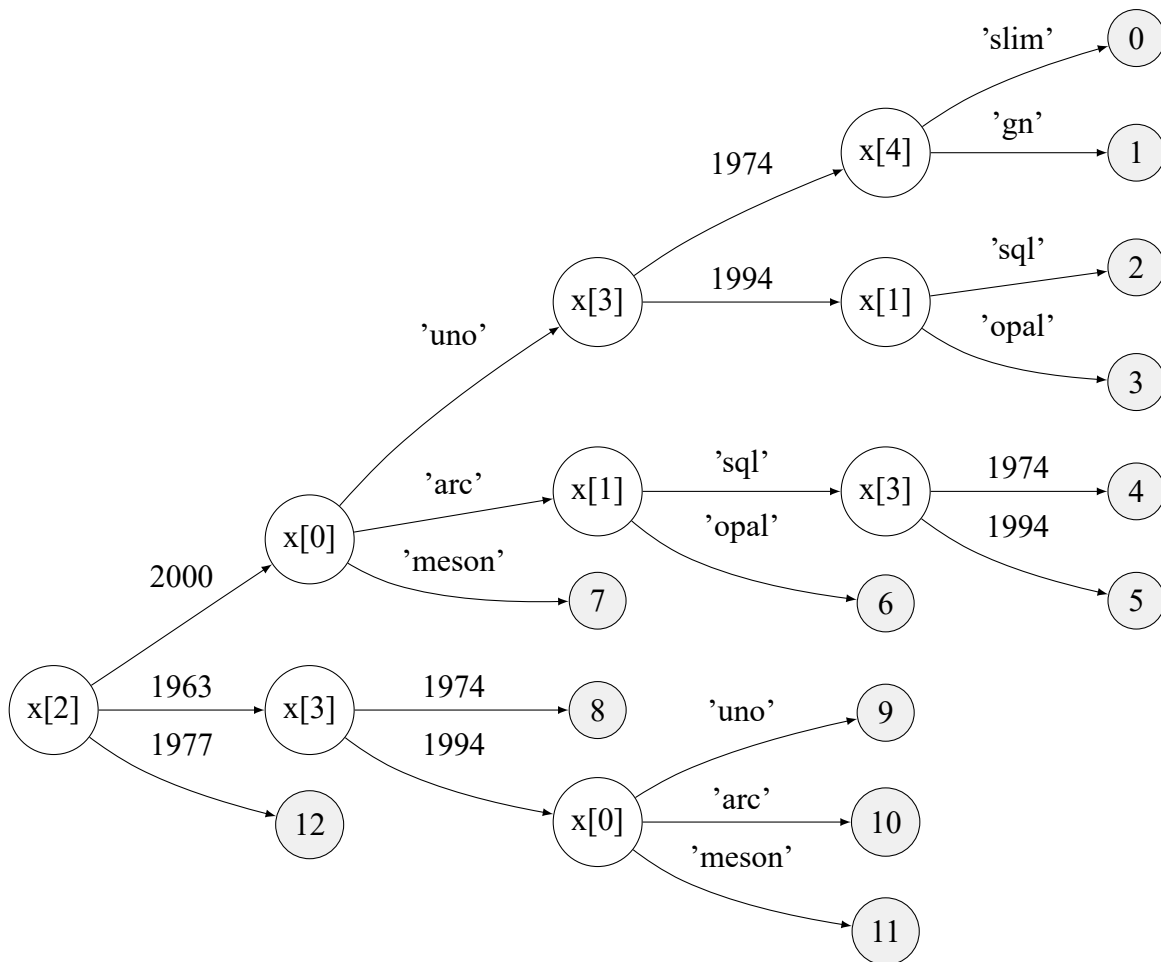 ’slim’
0
’gn’
1974
x[4]
1
’sql’
1994
2
x[3]
x[1]
’opal’
’uno’
3
’sql’
1974
’arc’
x[1]
x[3]
4
’opal’
1994
x[0]
’meson’
2000
7
6
5
1963
1974
x[2]
x[3]
8
’uno’
9
1977
1994
’arc’
12
x[0]
10
’meson’
11